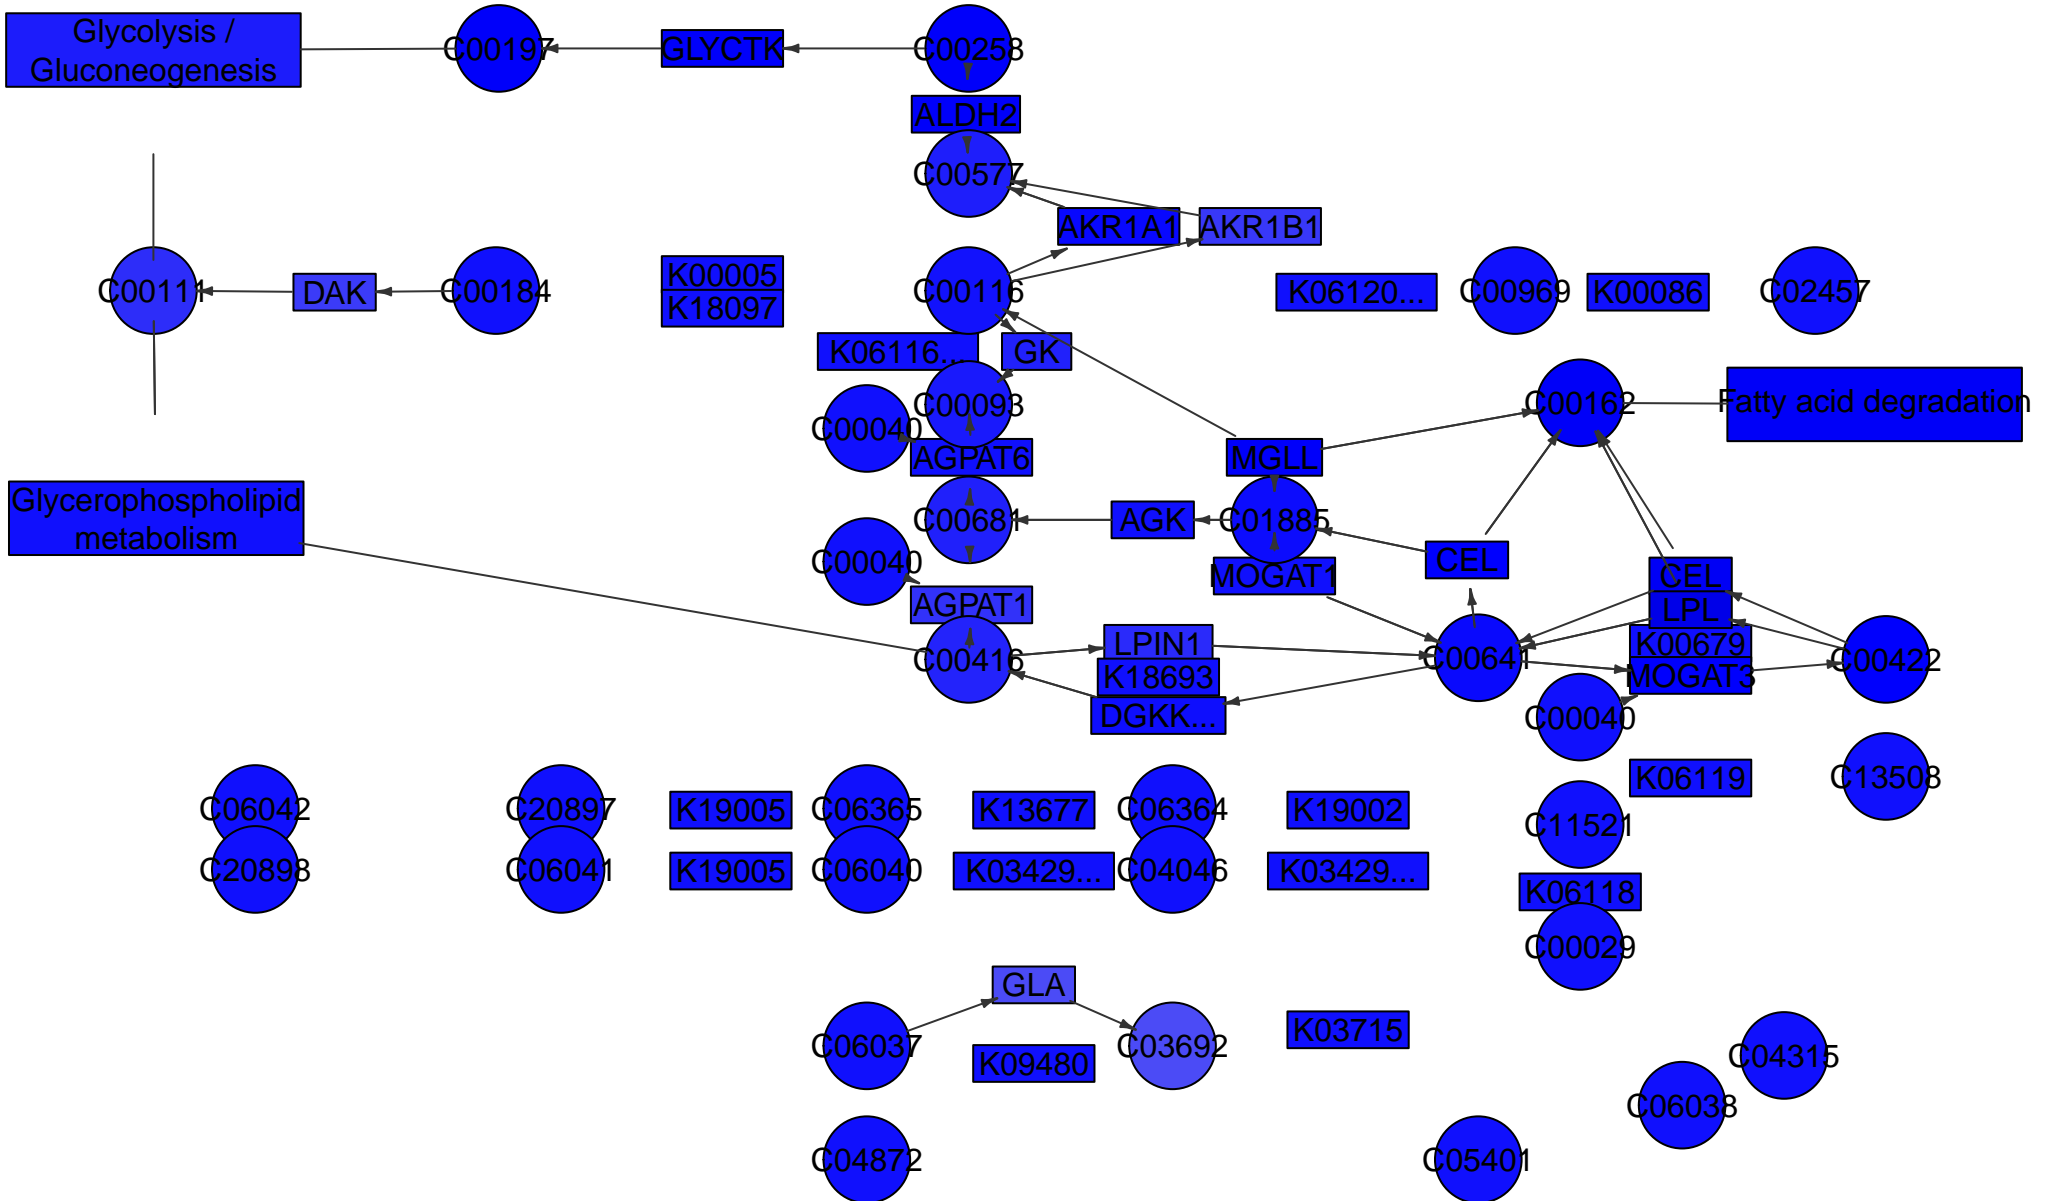 Glycolysis /
Gluconeogenesis
C00197
GLYCTK
C00258
ALDH2
C00577
AKR1A1
AKR1B1
C00111
DAK
C00184
K00005
K18097
C00116
K06120...
C00969
K00086
C02457
K06116...
GK
C00093
C00162
Fatty acid degradation
C00040
AGPAT6
MGLL
Glycerophospholipid
metabolism
C00681
AGK
C01885
C00040
CEL
MOGAT1
CEL
AGPAT1
LPL
C00416
LPIN1
K18693
DGKK...
C00641
K00679
MOGAT3
C00422
C00040
K06119
C13508
C06042
C20897
K19005
C06365
K13677
C06364
K19002
C11521
C20898
C06041
K19005
C06040
K03429...
C04046
K03429...
K06118
C00029
GLA
C06037
K09480
C03692
K03715
C04315
C06038
C04872
C05401